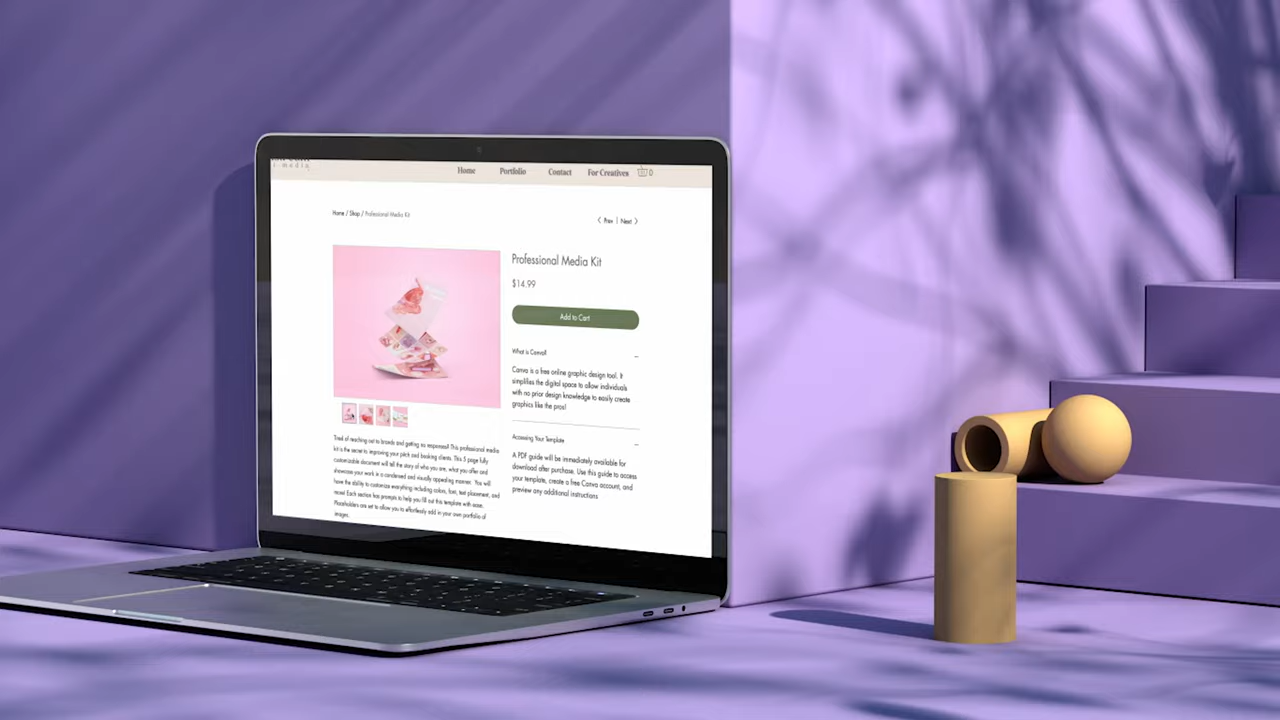 Home Portfolio Contact For Creatives 0
Home / Shop / Professional Media Kit
< Prev | Next >
Professional Media Kit
$14.99
Add to Cart
What is Canva?
Canva is a free online graphic design tool. It
simplifies the digital space to allow individuals
with no prior design knowledge to easily create
graphics like the pros!
Accessing Your Template
A PDF guide will be immediately available for
download after purchase. Use this guide to access
your template, create a free Canva account, and
preview any additional instructions
Tired of reaching out to brands and getting no responses? This professional media
kit is the secret to improving your pitch and booking clients. This 5 page fully
customizable document will tell the story of who you are, what you offer and
showcase your work in a condensed and visually appealing manner. You will
have the ability to customize everything including colors, font, text placement, and
more! Each section has prompts to help you fill out this template with ease.
Placeholders are set to allow you to effortlessly add in your own portfolio of
images.